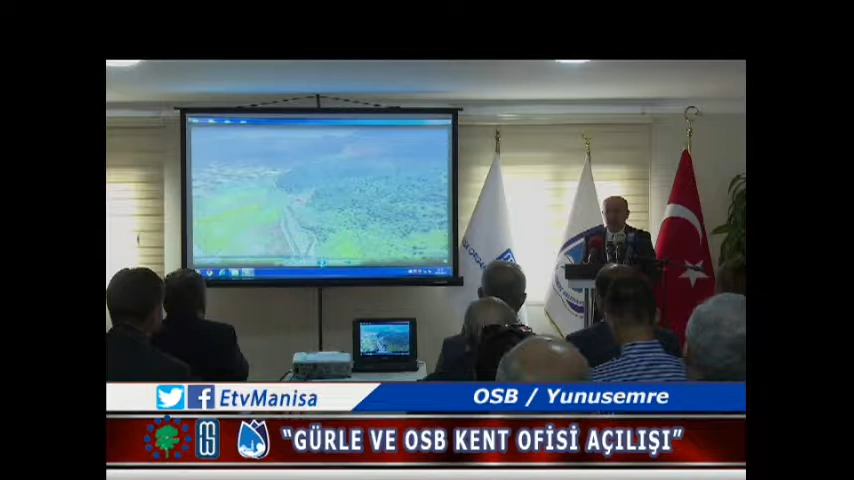 EtvManisa
OSB / Yunusemre
"GÜRLE VE OSB KENT OFİSİ AÇILIŞI"